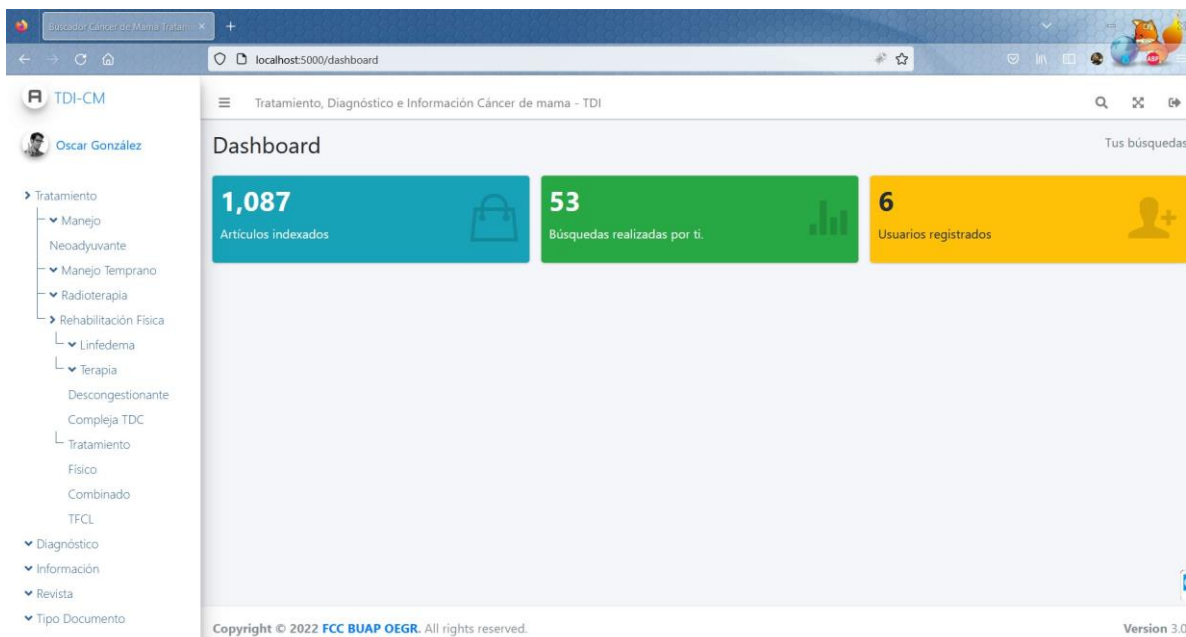 Buscador Cáncer de Mama Tratami
localhost:5000/dashboard
ABP
TDI-CM
Tratamiento, Diagnóstico e Información Cáncer de mama - TDI
Oscar González
Dashboard
Tus búsquedas
1,087
Artículos indexados
53
Búsquedas realizadas por ti.
6
Usuarios registrados
Tratamiento
Manejo
Neoadyuvante
Manejo Temprano
Radioterapia
Rehabilitación Física
Linfedema
Terapia
Descongestionante
Compleja TDC
Tratamiento
Físico
Combinado
TFCL
Diagnóstico
Información
Revista
Tipo Documento
Copyright © 2022 FCC BUAP OEGR. All rights reserved.
Version 3.0